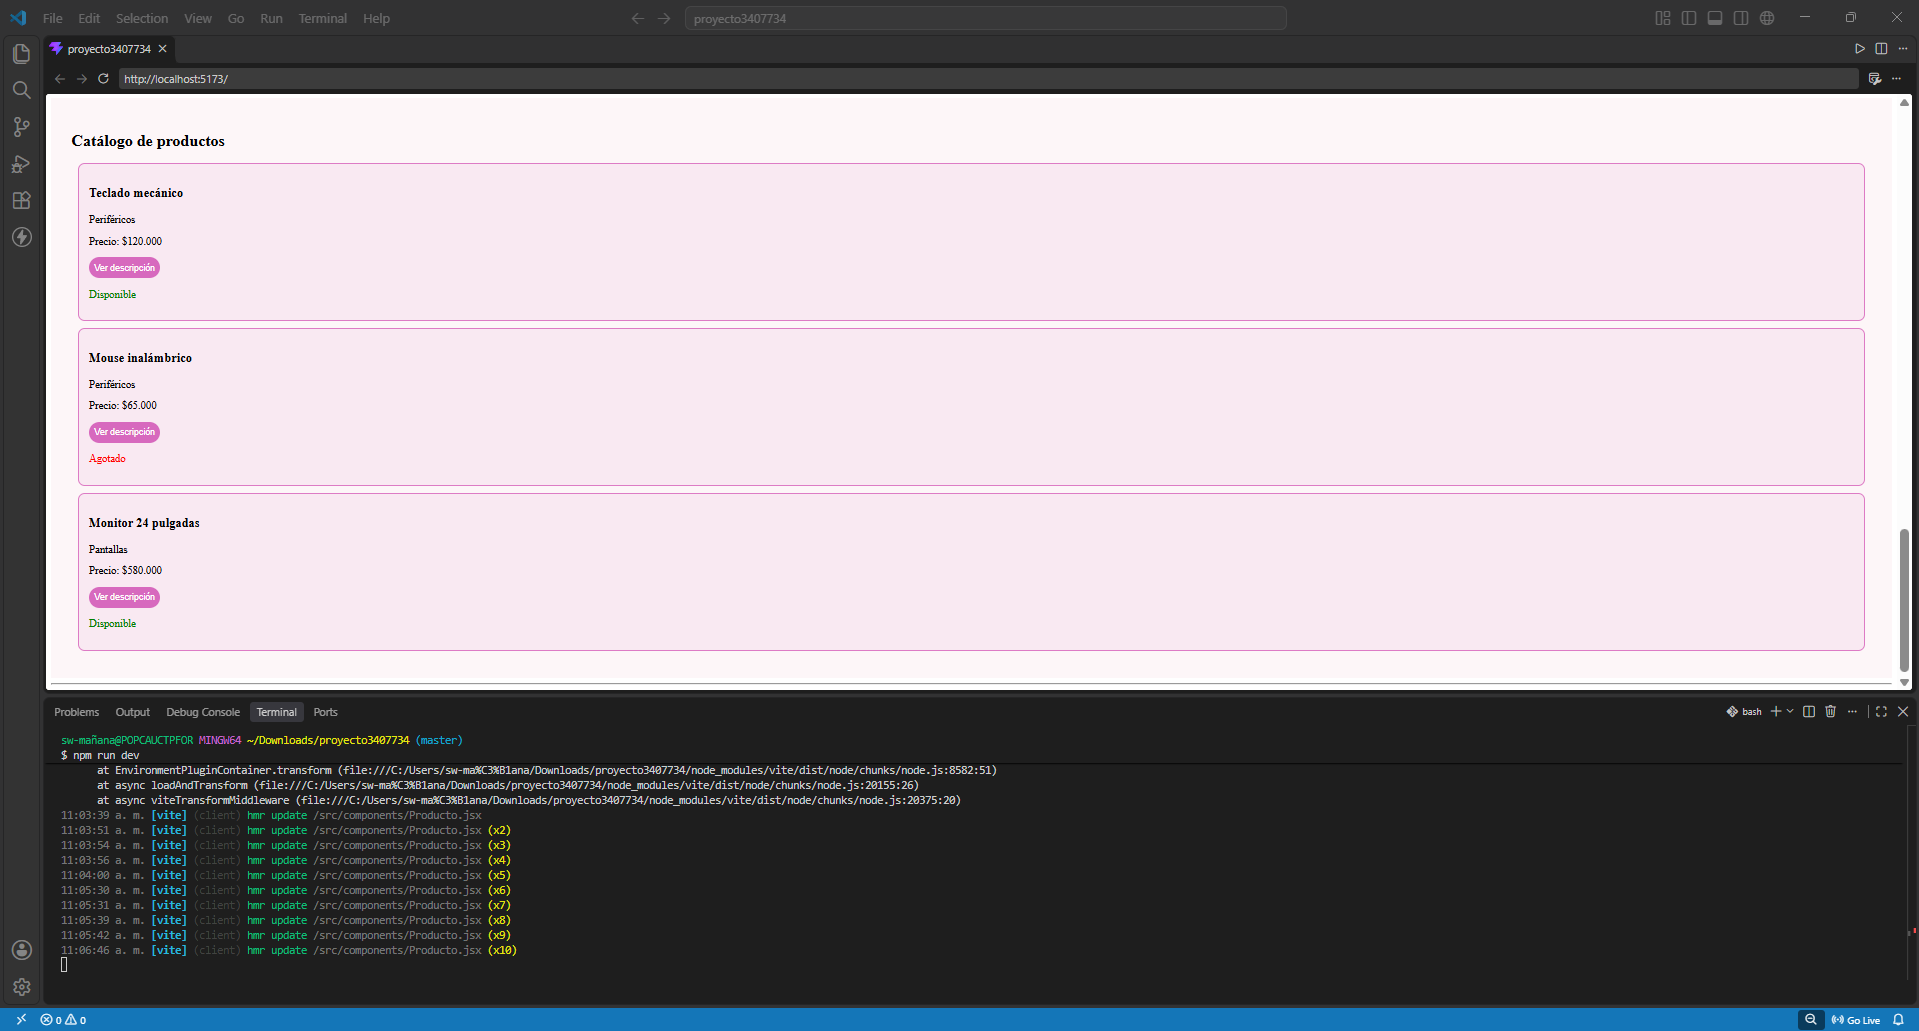 File Edit Selection View Go Run Terminal Help
proyecto3407734
proyecto3407734
http://localhost:5173/
Catálogo de productos
Teclado mecánico
Periféricos
Precio: $120.000
Ver descripción
Disponible
Mouse inalámbrico
Periféricos
Precio: $65.000
Ver descripción
Agotado
Monitor 24 pulgadas
Pantallas
Precio: $580.000
Ver descripción
Disponible
Problems Output Debug Console Terminal Ports
bash
sw-mañana@POPCAUCTPFOR MINGW64 ~/Downloads/proyecto3407734 (master)
$ npm run dev
at EnvironmentPluginContainer.transform (file:///C:/Users/sw-ma%C3%B1ana/Downloads/proyecto3407734/node_modules/vite/dist/node/chunks/node.js:8582:51)
at async loadAndTransform (file:///C:/Users/sw-ma%C3%B1ana/Downloads/proyecto3407734/node_modules/vite/dist/node/chunks/node.js:20155:26)
at async viteTransformMiddleware (file:///C:/Users/sw-ma%C3%B1ana/Downloads/proyecto3407734/node_modules/vite/dist/node/chunks/node.js:20375:20)
11:03:39 a. m. [vite] (client) hmr update /src/components/Producto.jsx
11:03:51 a. m. [vite] (client) hmr update /src/components/Producto.jsx (x2)
11:03:54 a. m. [vite] (client) hmr update /src/components/Producto.jsx (x3)
11:03:56 a. m. [vite] (client) hmr update /src/components/Producto.jsx (x4)
11:04:00 a. m. [vite] (client) hmr update /src/components/Producto.jsx (x5)
11:05:30 a. m. [vite] (client) hmr update /src/components/Producto.jsx (x6)
11:05:31 a. m. [vite] (client) hmr update /src/components/Producto.jsx (x7)
11:05:39 a. m. [vite] (client) hmr update /src/components/Producto.jsx (x8)
11:05:42 a. m. [vite] (client) hmr update /src/components/Producto.jsx (x9)
11:06:46 a. m. [vite] (client) hmr update /src/components/Producto.jsx (x10)
0 0 Go Live